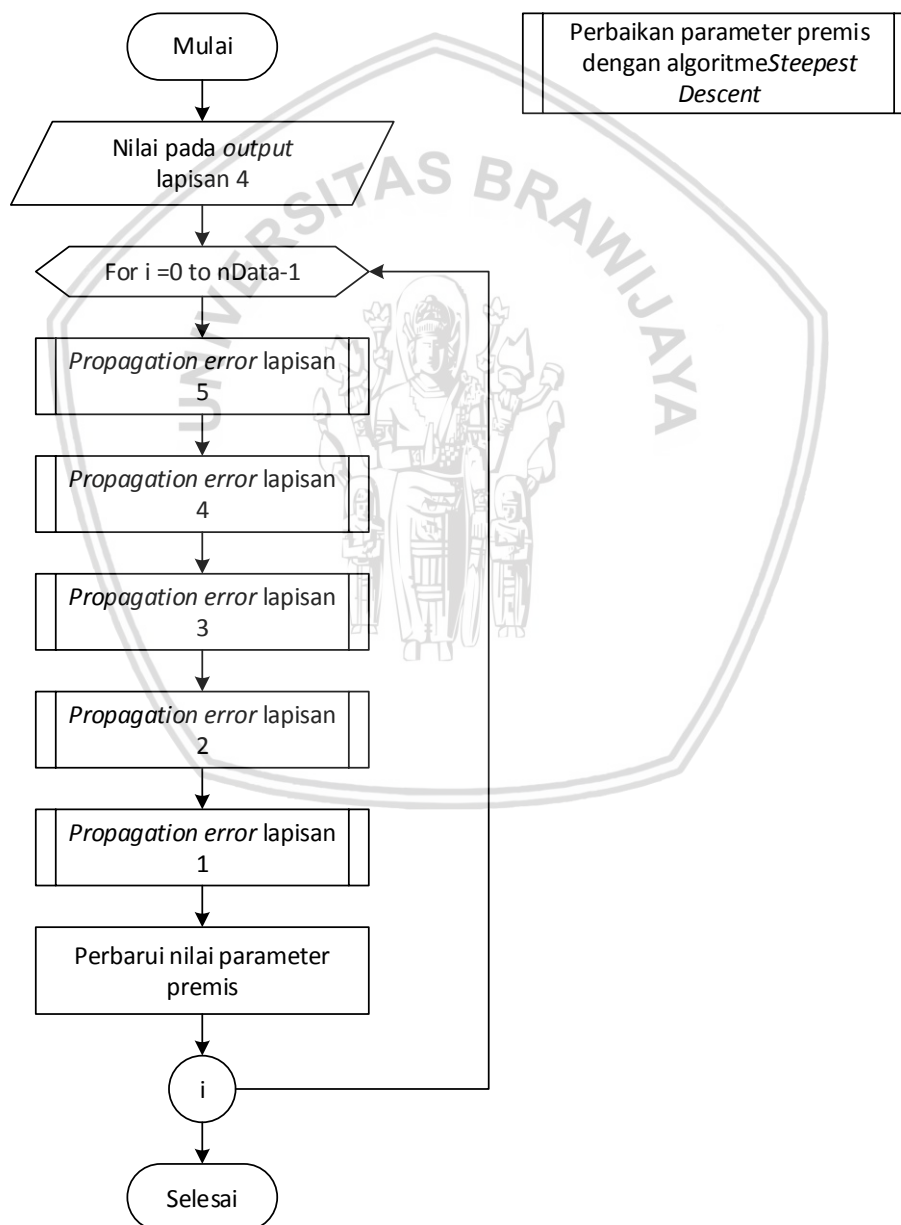 Mulai
Perbaikan parameter premis
dengan algoritmeSteepest
Descent
Nilai pada output
lapisan 4
For i =0 to nData-1
Propagation error lapisan
5
Propagation error lapisan
4
Propagation error lapisan
3
Propagation error lapisan
2
Propagation error lapisan
1
Perbarui nilai parameter
premis
i
Selesai
UNIVERSITAS BRAWIJAYA